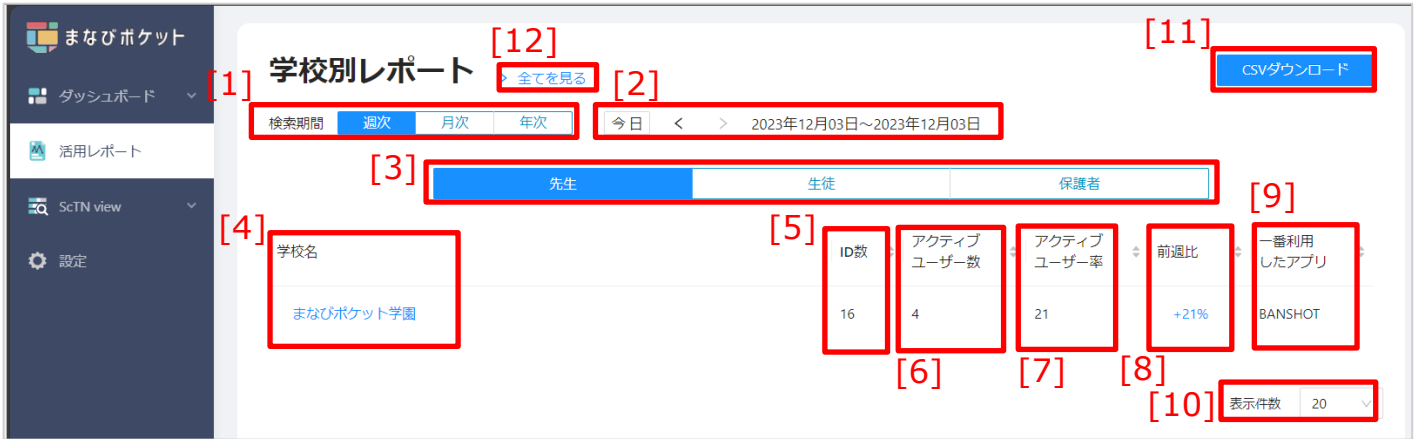 まなびポケット
ダッシュボード
活用レポート
ScTN view
設定
学校別レポート
[12]
> 全てを見る
[11]
CSVダウンロード
[1]
検索期間 週次 月次 年次
[2]
今日 < > 2023年12月03日～2023年12月03日
[3]
先生 生徒 保護者
[4] [5] [9]
学校名 ID数 アクティブ
ユーザー数 アクティブ
ユーザー率 前週比 一番利用
したアプリ
まなびポケット学園 16 4 21 +21% BANSHOT
[6] [7] [8]
[10]
表示件数 20